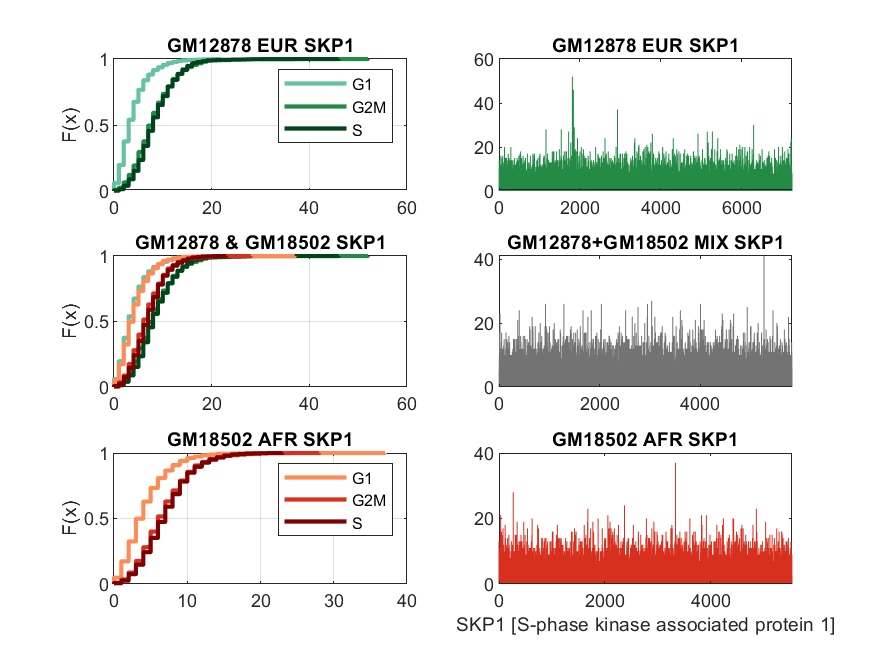 GM12878 EUR SKP1
1
0.5
0
F(x)
0 20 40 60
G1
G2M
S
GM12878 EUR SKP1
60
40
20
0
0 2000 4000 6000
GM12878 & GM18502 SKP1
1
0.5
0
F(x)
0 20 40 60
GM12878+GM18502 MIX SKP1
40
20
0
0 2000 4000
GM18502 AFR SKP1
1
0.5
0
F(x)
0 10 20 30 40
G1
G2M
S
GM18502 AFR SKP1
40
20
0
0 2000 4000
SKP1 [S-phase kinase associated protein 1]